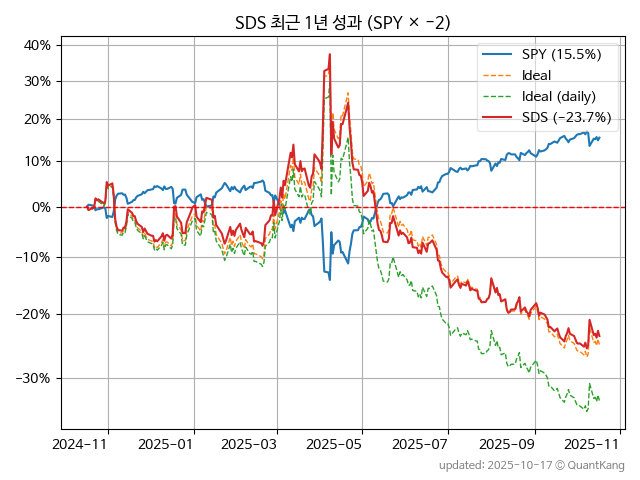 SDS 최근 1년 성과 (SPY × −2)
40%
30%
20%
10%
0%
−10%
−20%
−30%
SPY (15.5%)
Ideal
Ideal (daily)
SDS (−23.7%)
2024-11
2025-01
2025-03
2025-05
2025-07
2025-09
2025-11
updated: 2025-10-17 © QuantKang